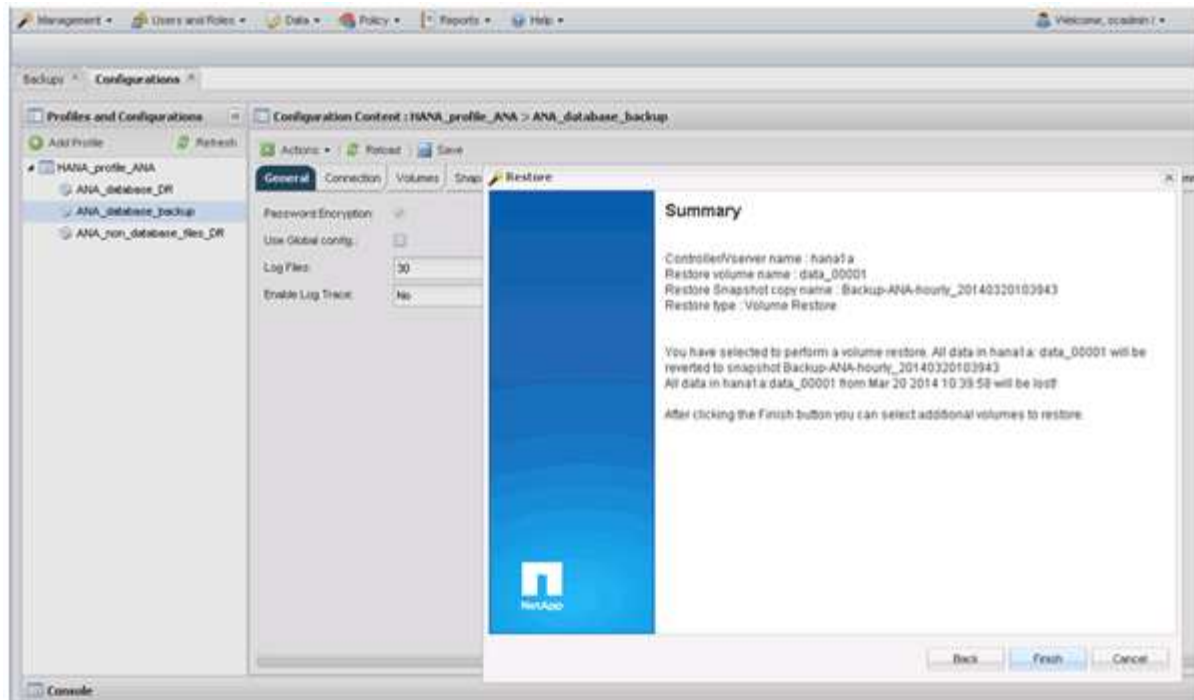 Management Users and Roles Data Policy Reports Help Welcome, ocadmin !
Backups Configurations
Profiles and Configurations
Configuration Content : HANA_profile_ANA > ANA_database_backup
Add Profile Refresh
Actions Reload Save
HANA_profile_ANA
ANA_database_DR
ANA_database_backup
ANA_non_database_files_DR
General Connection Volumes Snap
Password Encryption:
Use Global config.:
Log Files: 30
Enable Log Trace: No
Restore
Summary
Controller/Vserver name : hana1a
Restore volume name : data_00001
Restore Snapshot copy name : Backup-ANA-hourly_20140320103943
Restore type : Volume Restore
You have selected to perform a volume restore. All data in hana1a: data_00001 will be
reverted to snapshot Backup-ANA-hourly_20140320103943
All data in hana1a:data_00001 from Mar 20 2014 10:39:58 will be lost!
After clicking the Finish button you can select additional volumes to restore.
NetApp
Back Finish Cancel
Console